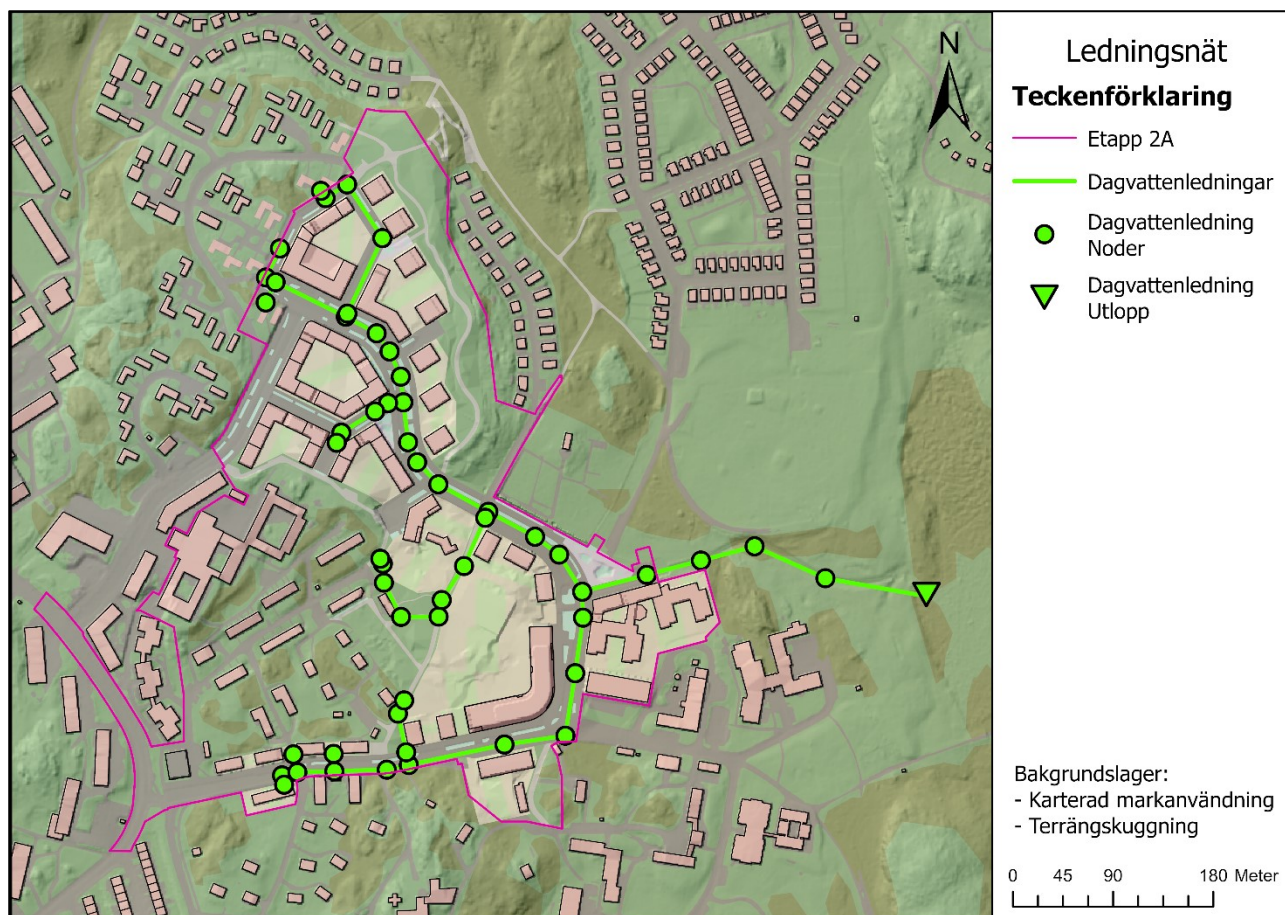 N
Ledningsnät
Teckenförklaring
Etapp 2A
Dagvattenledningar
Dagvattenledning
Noder
Dagvattenledning
Utlopp
Bakgrundslager:
- Karterad markanvändning
- Terrängskuggning
0 45 90 180 Meter